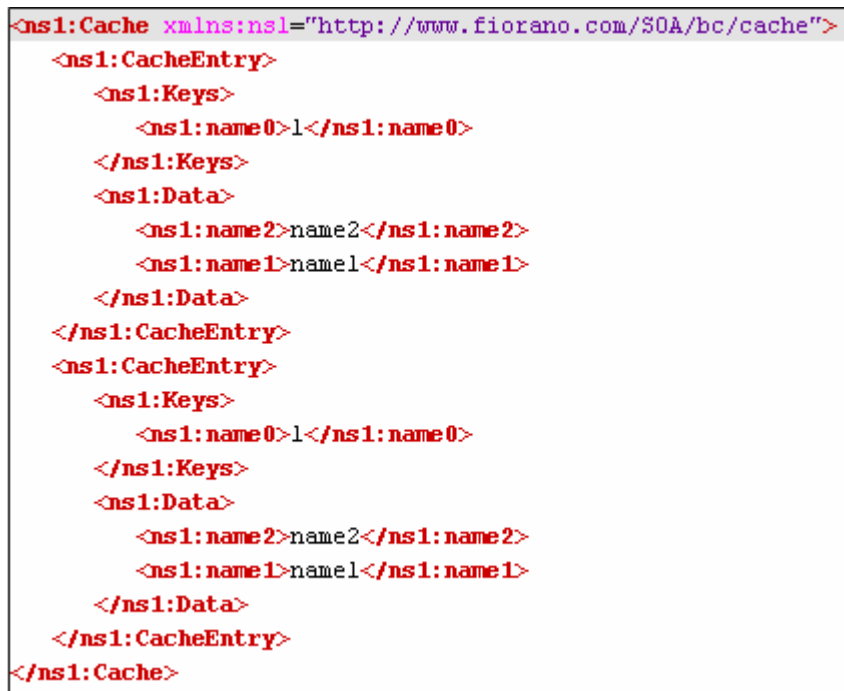 <ns1:Cache xmlns:ns1="http://www.fiorano.com/SOA/bc/cache">
<ns1:CacheEntry>
<ns1:Keys>
<ns1:name0>1</ns1:name0>
</ns1:Keys>
<ns1:Data>
<ns1:name2>name2</ns1:name2>
<ns1:name1>name1</ns1:name1>
</ns1:Data>
</ns1:CacheEntry>
<ns1:CacheEntry>
<ns1:Keys>
<ns1:name0>1</ns1:name0>
</ns1:Keys>
<ns1:Data>
<ns1:name2>name2</ns1:name2>
<ns1:name1>name1</ns1:name1>
</ns1:Data>
</ns1:CacheEntry>
</ns1:Cache>